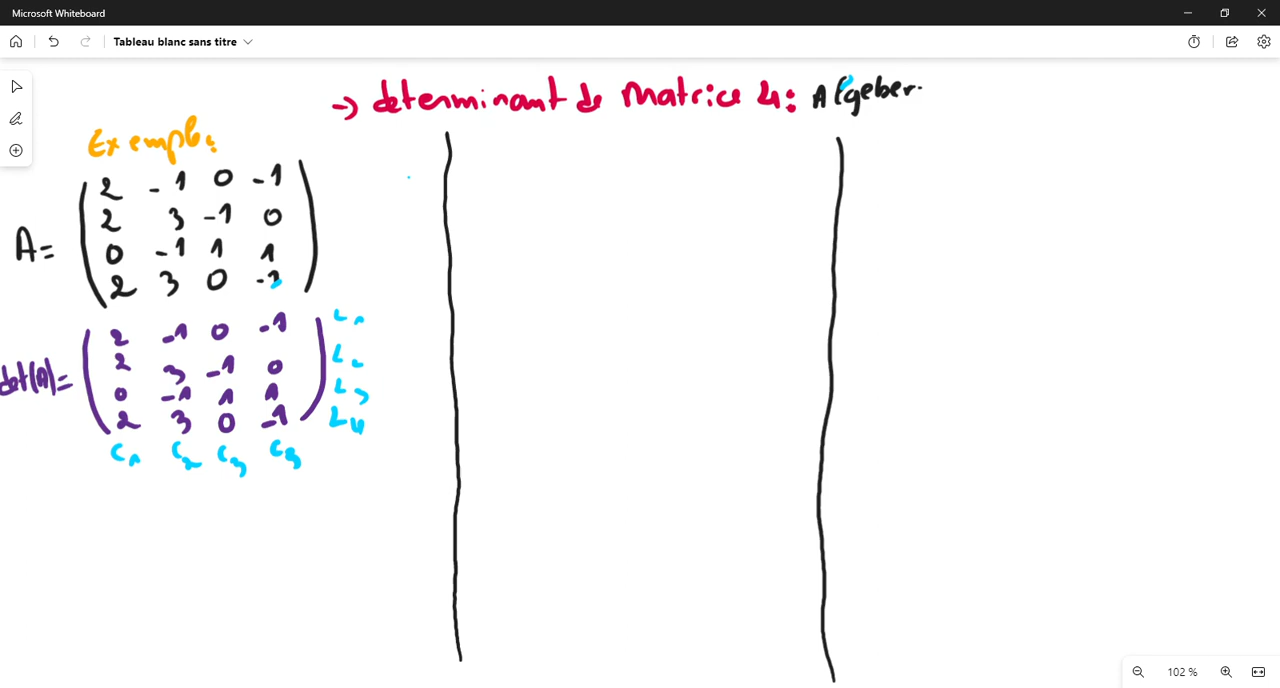 Microsoft Whiteboard
Tableau blanc sans titre
-> determinant de Matrice 4: Algeber.
Exemple:
2 -1 0 -1
2 3 -1 0
A= 0 -1 1 1
2 3 0 -1
2 -1 0 -1 L1
2 3 -1 0 L2
det(A)= 0 -1 1 1 L3
2 3 0 -1 L4
C1 C2 C3
102 %